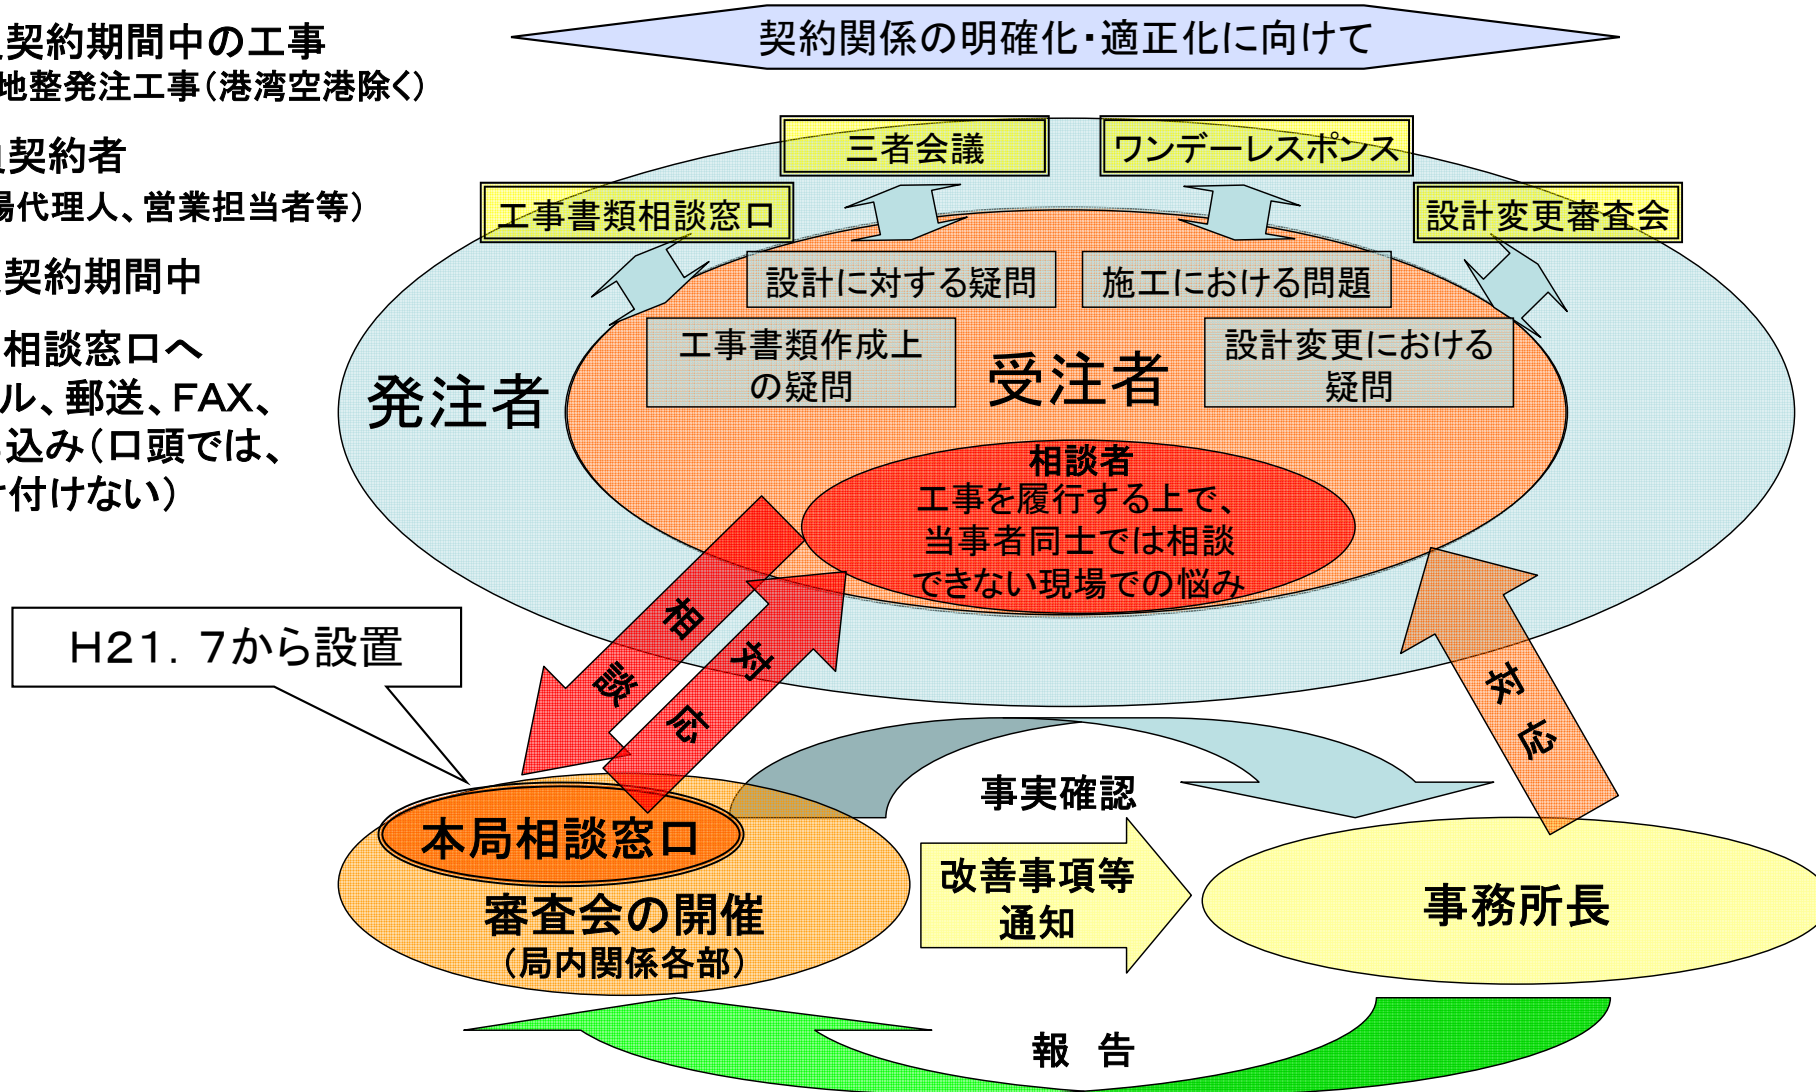 契約期間中の工事
地整発注工事（港湾空港除く）
契約者
場代理人、営業担当者等）
契約期間中
相談窓口へ
ル、郵送、FAX、
込み（口頭では、
付けない）
契約関係の明確化・適正化に向けて
三者会議
ワンデーレスポンス
工事書類相談窓口
設計変更審査会
設計に対する疑問
施工における問題
工事書類作成上
の疑問
設計変更における
疑問
発注者
受注者
相談者
工事を履行する上で、
当事者同士では相談
できない現場での悩み
相談
対応
対応
H21．7から設置
本局相談窓口
審査会の開催
（局内関係各部）
事実確認
改善事項等
通知
事務所長
報　告